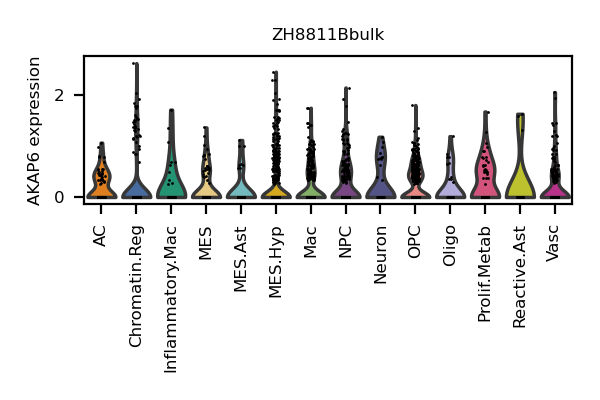 ZH8811Bbulk
AKAP6 expression
2
0
AC
Chromatin.Reg
Inflammatory.Mac
MES
MES.Ast
MES.Hyp
Mac
NPC
Neuron
OPC
Oligo
Prolif.Metab
Reactive.Ast
Vasc